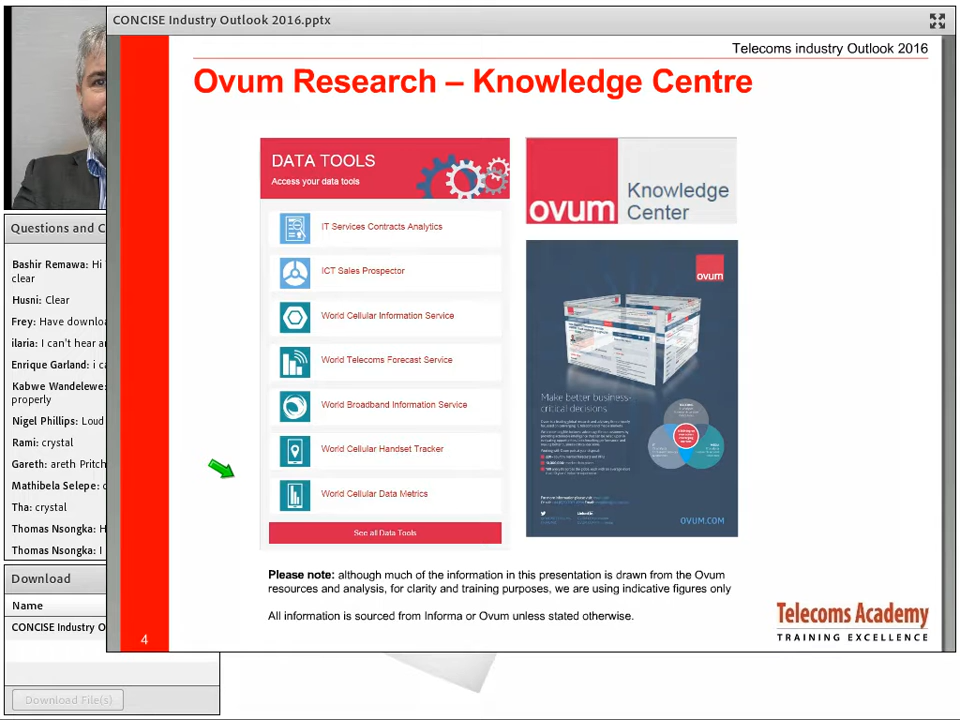 CONCISE Industry Outlook 2016.pptx
Telecoms industry Outlook 2016
Ovum Research – Knowledge Centre
DATA TOOLS
Access your data tools
IT Services Contracts Analytics
ICT Sales Prospector
World Cellular Information Service
World Telecoms Forecast Service
World Broadband Information Service
World Cellular Handset Tracker
World Cellular Data Metrics
See all Data Tools
ovum
Knowledge
Center
ovum
Make better business-
critical decisions
OVUM.COM
Please note: although much of the information in this presentation is drawn from the Ovum
resources and analysis, for clarity and training purposes, we are using indicative figures only
All information is sourced from Informa or Ovum unless stated otherwise.
4
Telecoms Academy
TRAINING EXCELLENCE
Questions and C
Bashir Remawa: Hi
clear
Husni: Clear
Frey: Have downlo
ilaria: I can't hear
Enrique Garland: i c
Kabwe Wandelewe:
properly
Nigel Phillips: Loud
Rami: crystal
Gareth: areth Pritch
Mathibela Selepe:
Tha: crystal
Thomas Nsongka: H
Thomas Nsongka: I
Download
Name
CONCISE Industry O
Download File(s)